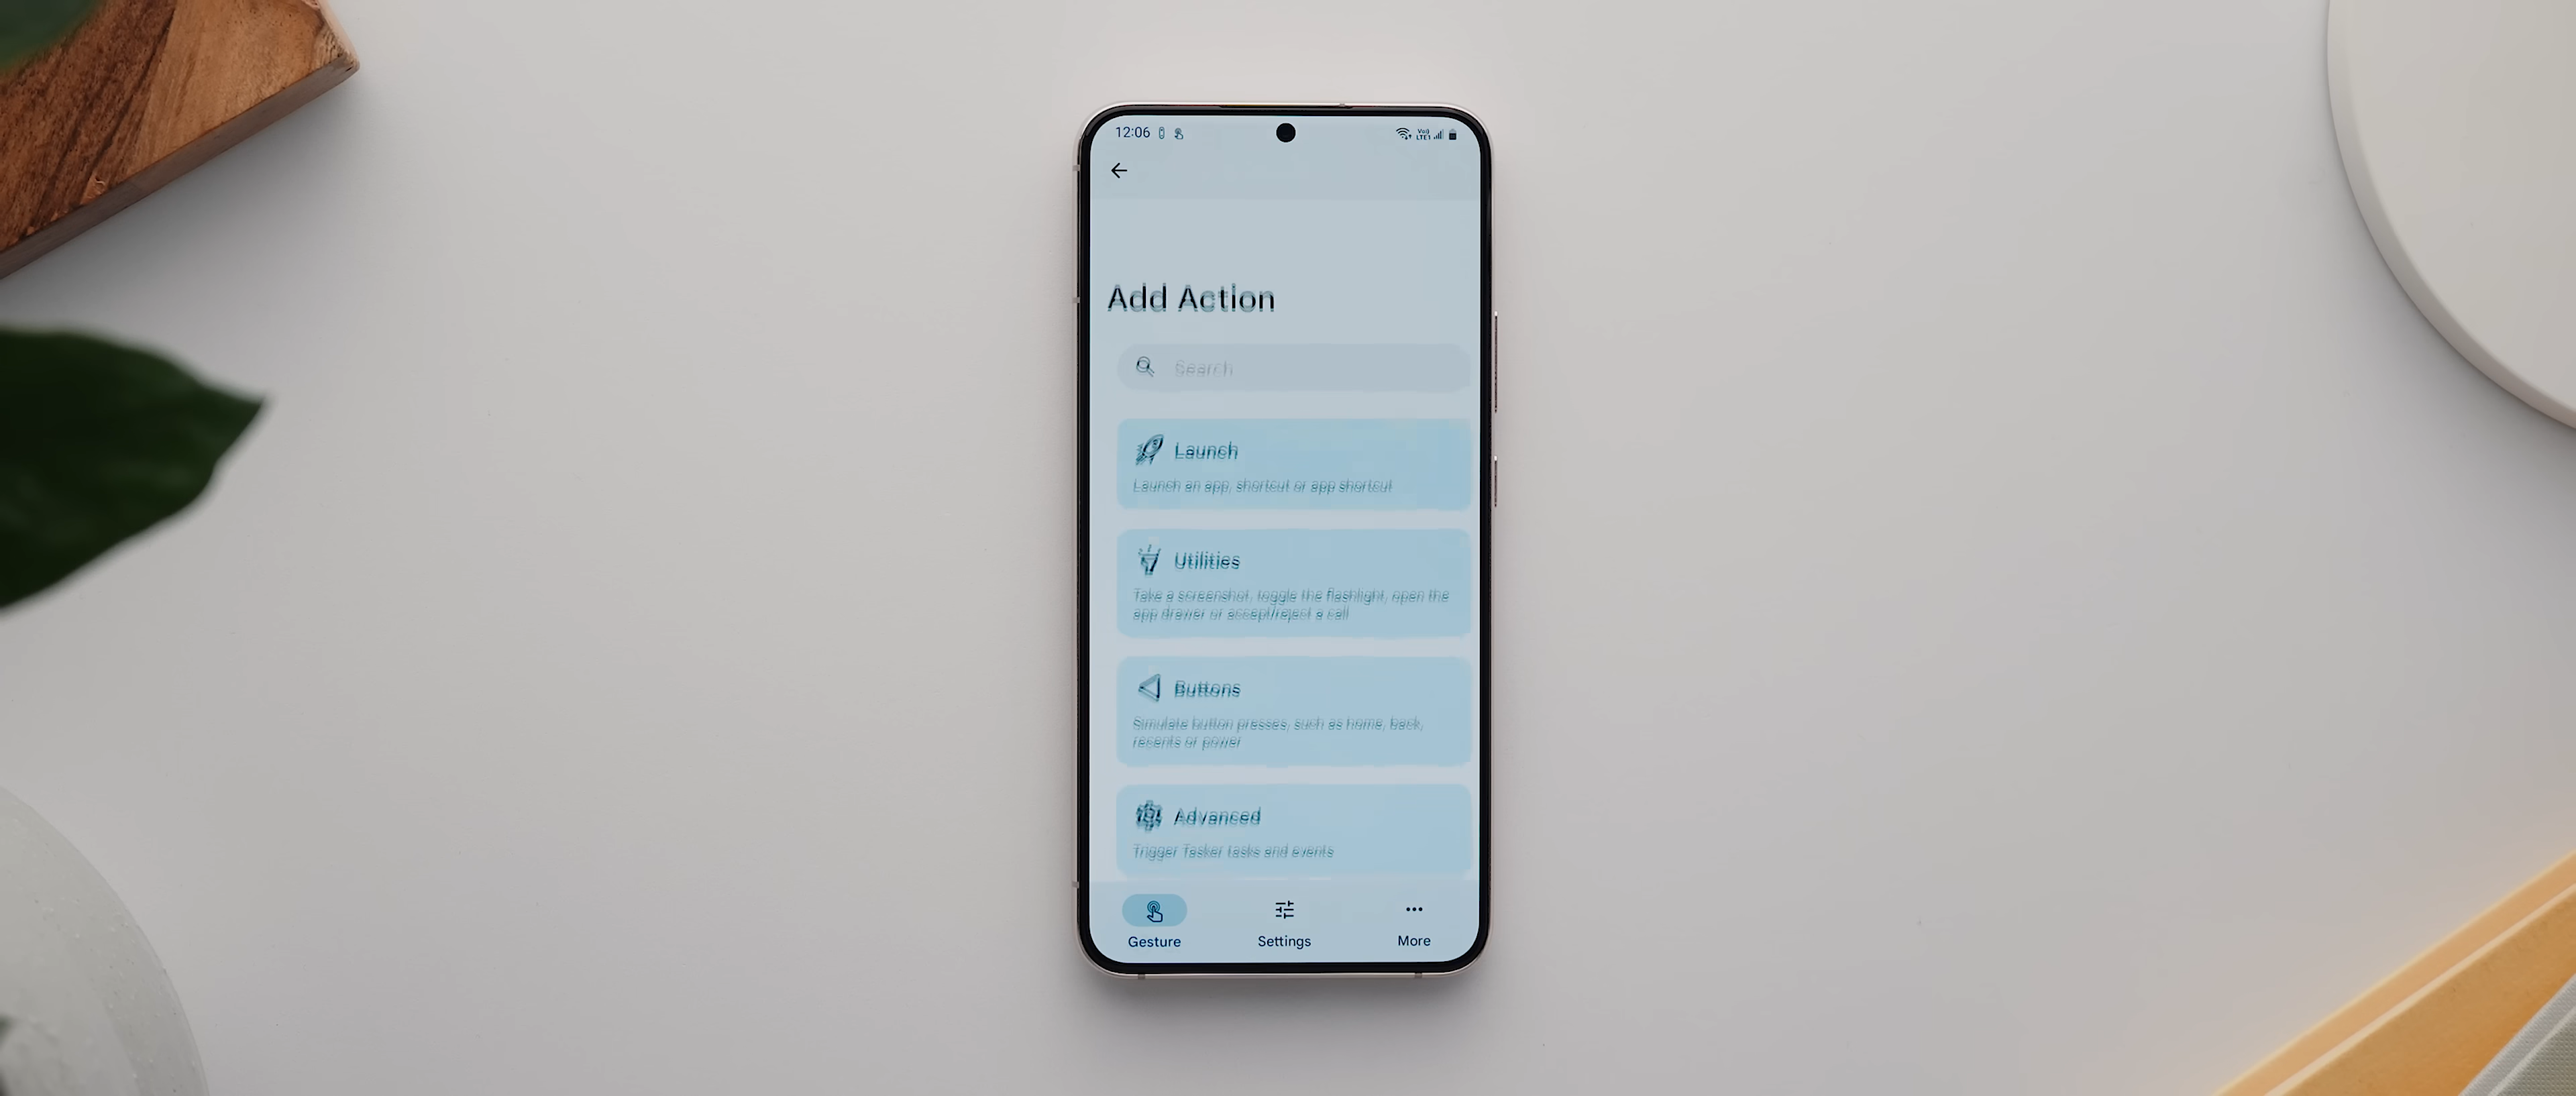 12:06
Vo))
LTE1
Add Action
Search
Launch
Launch an app, shortcut or app shortcut
Utilities
Take a screenshot, toggle the flashlight, open the
app drawer or accept/reject a call
Buttons
Simulate button presses, such as home, back,
recents or power
Advanced
Trigger Tasker tasks and events
Gesture
Settings
More